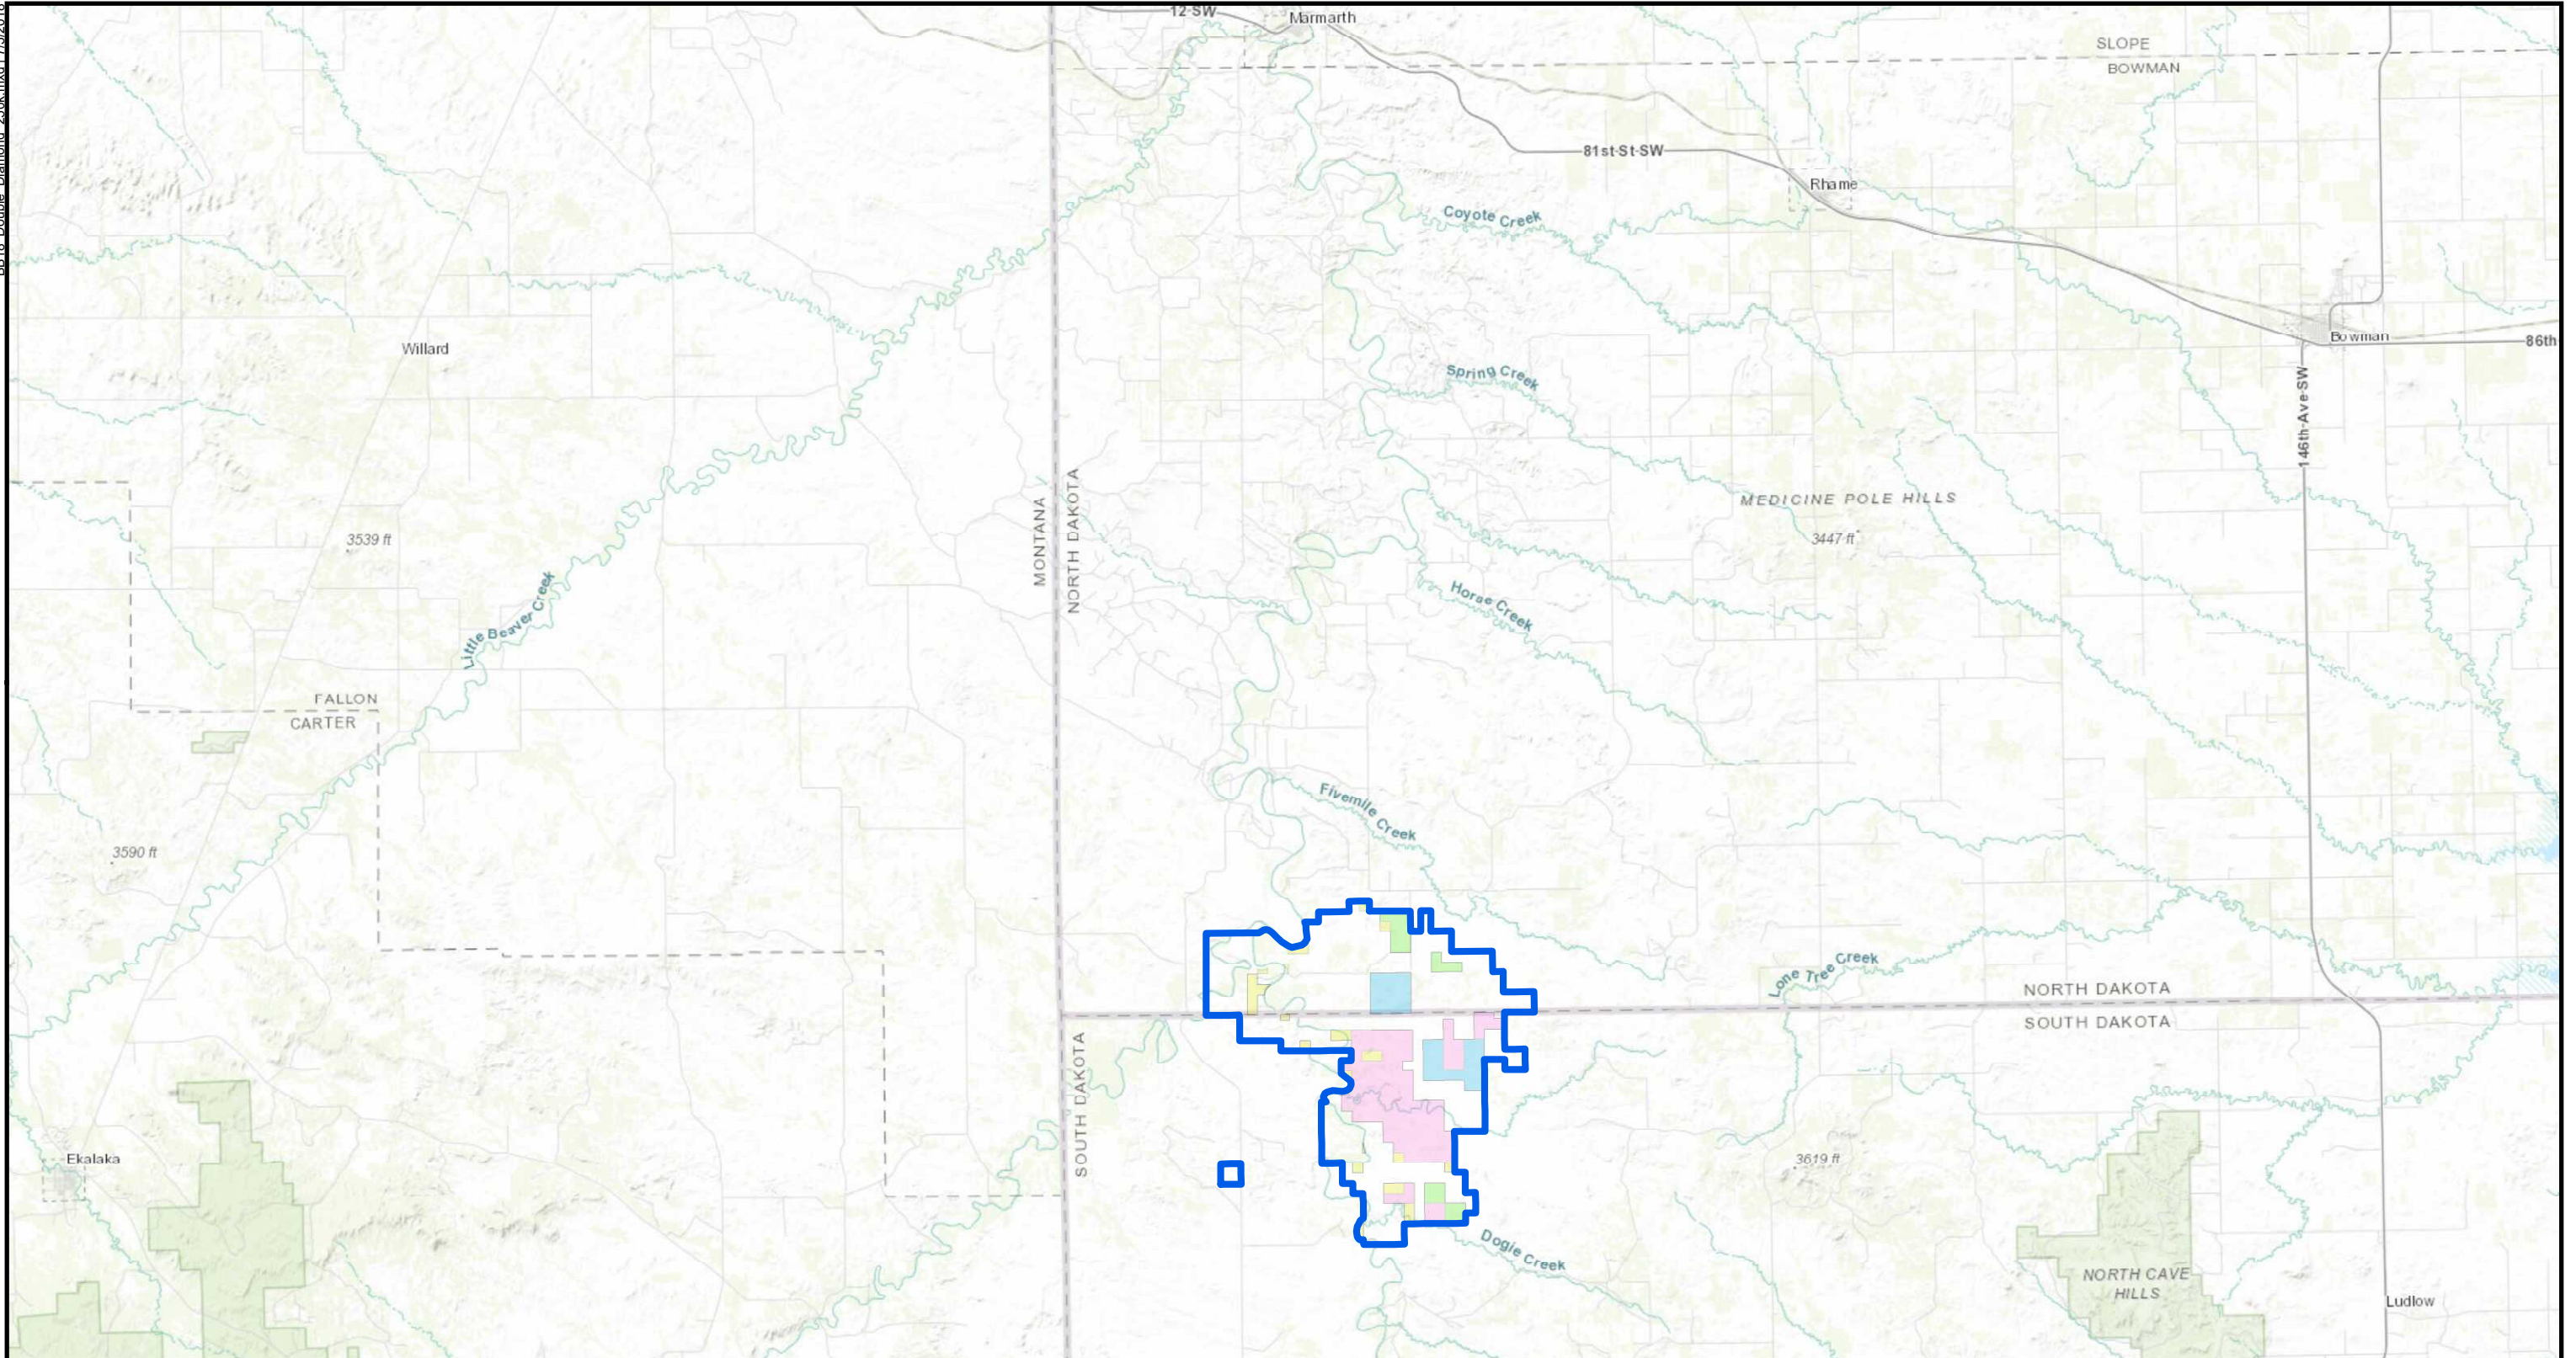 12-SW
Marmarth
SLOPE
BOWMAN
81st-St-SW
Rhame
Coyote Creek
Bowman
86th
Willard
Spring Creek
146th-Ave-SW
MEDICINE POLE HILLS
3447 ft
MONTANA
NORTH DAKOTA
3539 ft
Little Beaver Creek
Horse Creek
FALLON
CARTER
Fivemile Creek
3590 ft
Lone Tree Creek
NORTH DAKOTA
SOUTH DAKOTA
SOUTH DAKOTA
Ekalaka
3619 ft
Dogie Creek
NORTH CAVE
HILLS
Ludlow